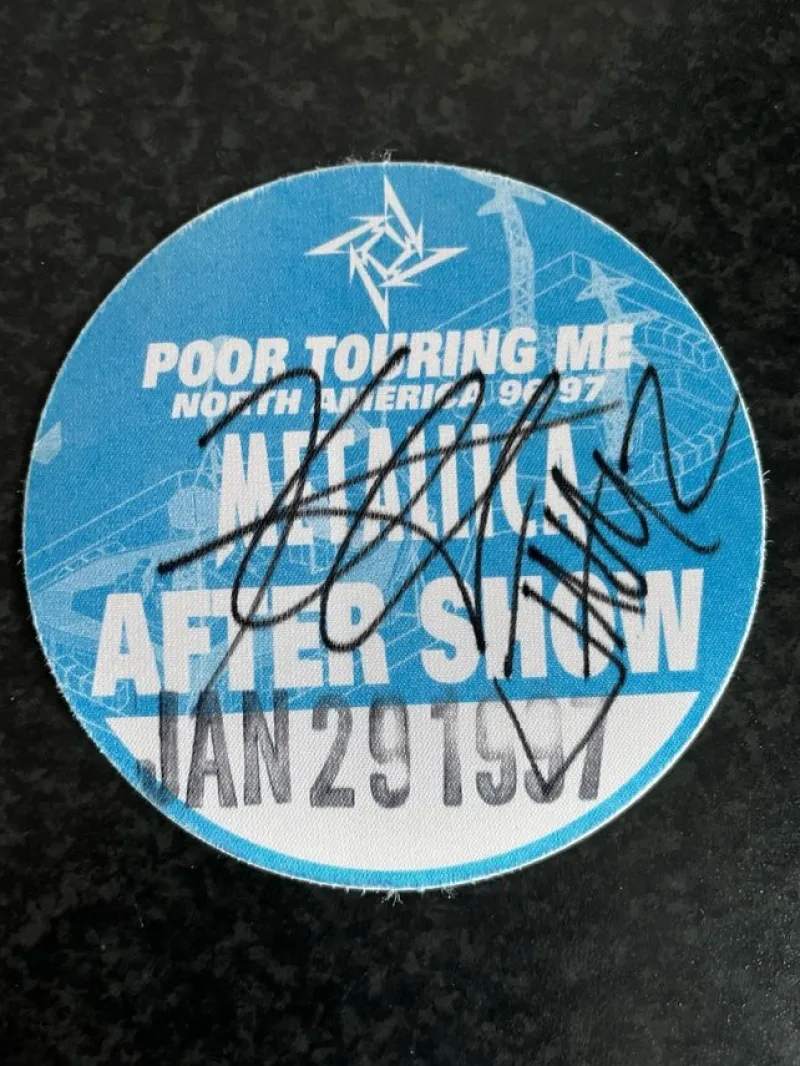 POOR TOURING ME
NORTH AMERICA 96 97
METALLICA
AFTER SHOW
JAN 29 1997